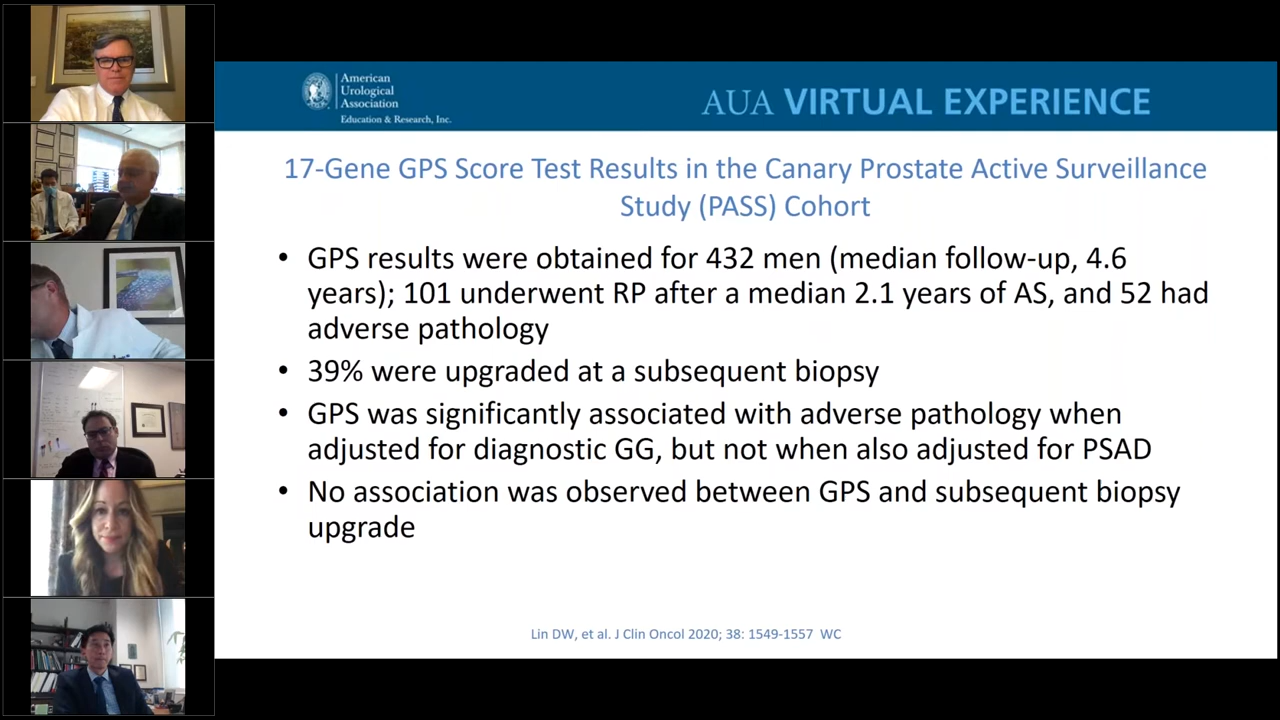 American
Urological
Association
Education & Research, Inc.
AUA VIRTUAL EXPERIENCE
17-Gene GPS Score Test Results in the Canary Prostate Active Surveillance
Study (PASS) Cohort
• GPS results were obtained for 432 men (median follow-up, 4.6
years); 101 underwent RP after a median 2.1 years of AS, and 52 had
adverse pathology
• 39% were upgraded at a subsequent biopsy
• GPS was significantly associated with adverse pathology when
adjusted for diagnostic GG, but not when also adjusted for PSAD
• No association was observed between GPS and subsequent biopsy
upgrade
Lin DW, et al. J Clin Oncol 2020; 38: 1549-1557 WC